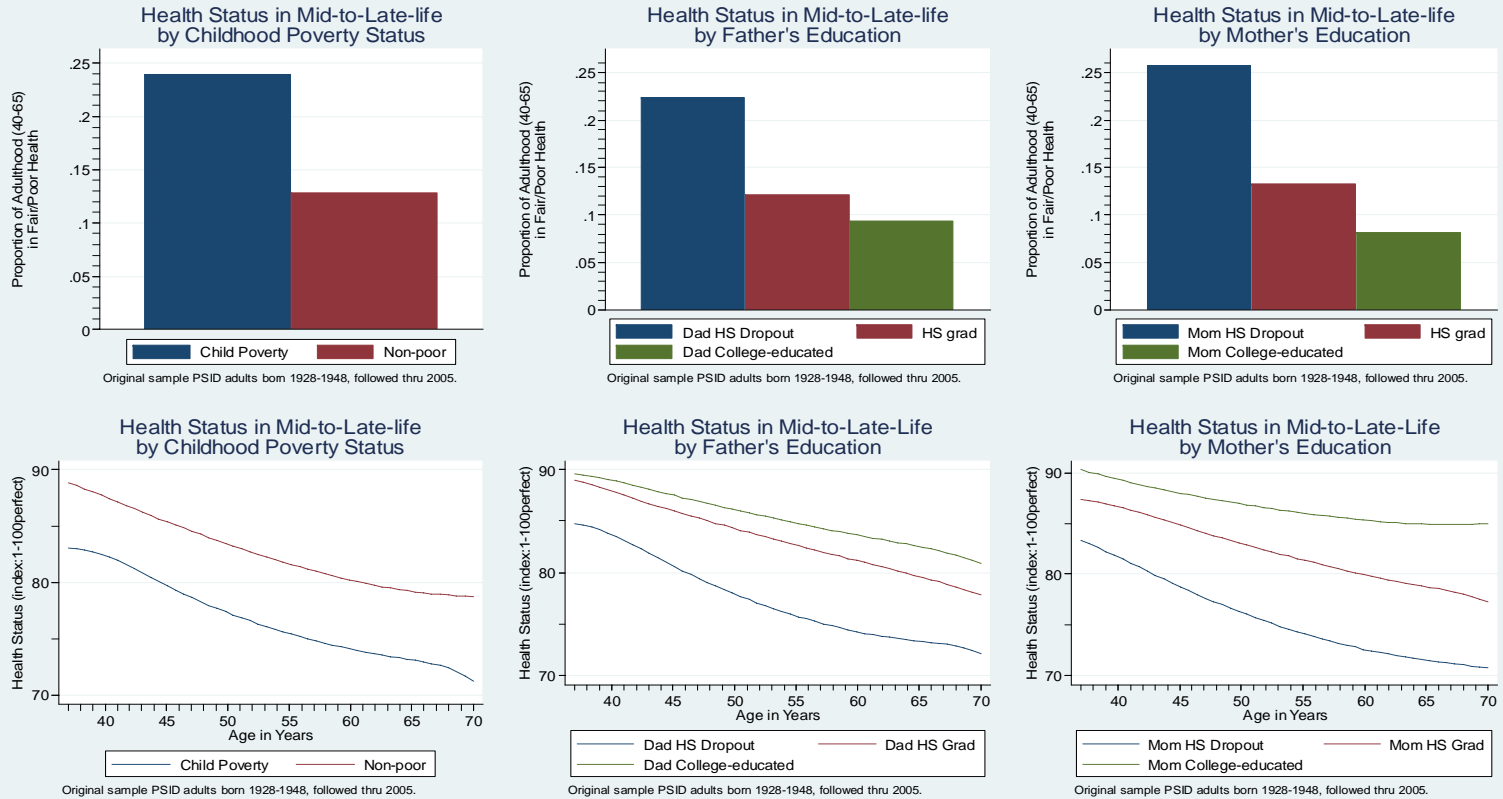 Health Status in Mid-to-Late-life
by Childhood Poverty Status
Proportion of Adulthood (40-65)
in Fair/Poor Health
.25
.2
.15
.1
.05
0
Child Poverty
Non-poor
Original sample PSID adults born 1928-1948, followed thru 2005.
Health Status in Mid-to-Late-life
by Father's Education
Proportion of Adulthood (40-65)
in Fair/Poor Health
.25
.2
.15
.1
.05
0
Dad HS Dropout
HS grad
Dad College-educated
Original sample PSID adults born 1928-1948, followed thru 2005.
Health Status in Mid-to-Late-life
by Mother's Education
Proportion of Adulthood (40-65)
in Fair/Poor Health
.25
.2
.15
.1
.05
0
Mom HS Dropout
HS grad
Mom College-educated
Original sample PSID adults born 1928-1948, followed thru 2005.
Health Status in Mid-to-Late-life
by Childhood Poverty Status
Health Status (index:1-100perfect)
90
80
70
40 45 50 55 60 65 70
Age in Years
Child Poverty
Non-poor
Original sample PSID adults born 1928-1948, followed thru 2005.
Health Status in Mid-to-Late-Life
by Father's Education
Health Status (index:1-100perfect)
90
80
70
40 45 50 55 60 65 70
Age in Years
Dad HS Dropout
Dad HS Grad
Dad College-educated
Original sample PSID adults born 1928-1948, followed thru 2005.
Health Status in Mid-to-Late-Life
by Mother's Education
Health Status (index:1-100perfect)
90
80
70
40 45 50 55 60 65 70
Age in Years
Mom HS Dropout
Mom HS Grad
Mom College-educated
Original sample PSID adults born 1928-1948, followed thru 2005.